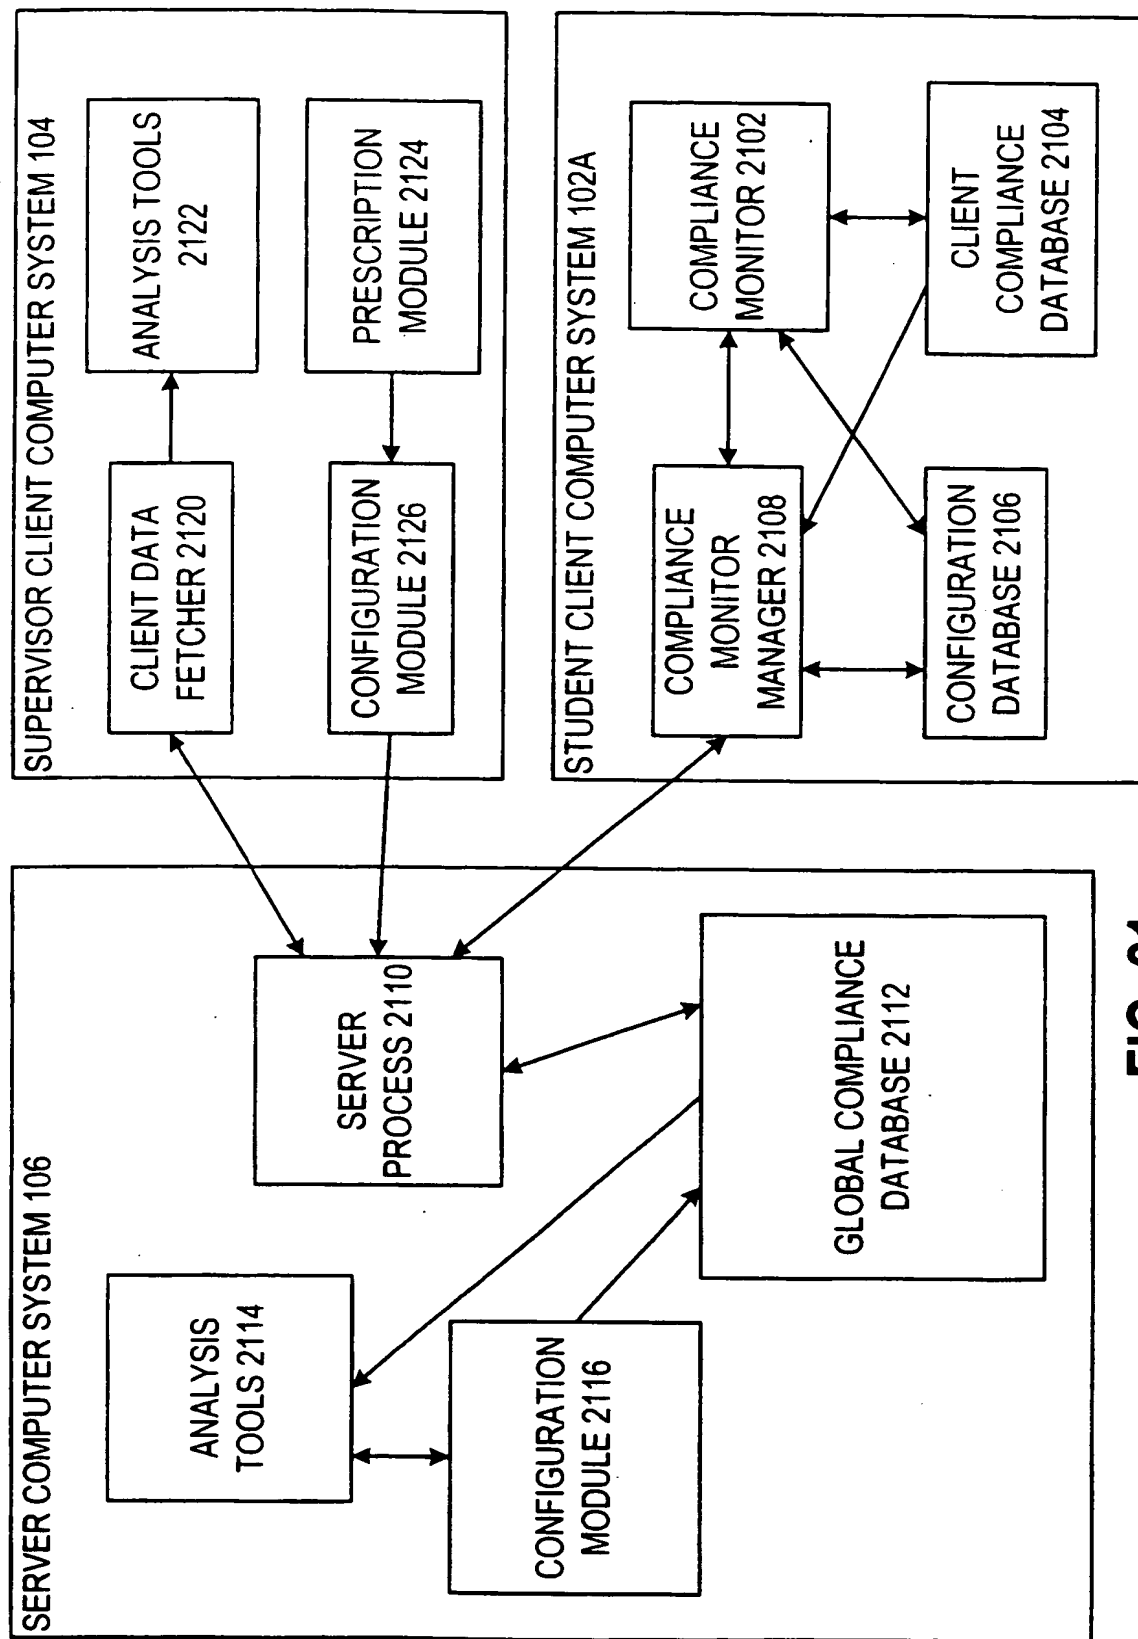 SERVER COMPUTER SYSTEM 106
ANALYSIS
TOOLS 2114
CONFIGURATION
MODULE 2116
SERVER
PROCESS 2110
GLOBAL COMPLIANCE
DATABASE 2112
SUPERVISOR CLIENT COMPUTER SYSTEM 104
CLIENT DATA
FETCHER 2120
ANALYSIS TOOLS
2122
CONFIGURATION
MODULE 2126
PRESCRIPTION
MODULE 2124
STUDENT CLIENT COMPUTER SYSTEM 102A
COMPLIANCE
MONITOR
MANAGER 2108
COMPLIANCE
MONITOR 2102
CONFIGURATION
DATABASE 2106
CLIENT
COMPLIANCE
DATABASE 2104